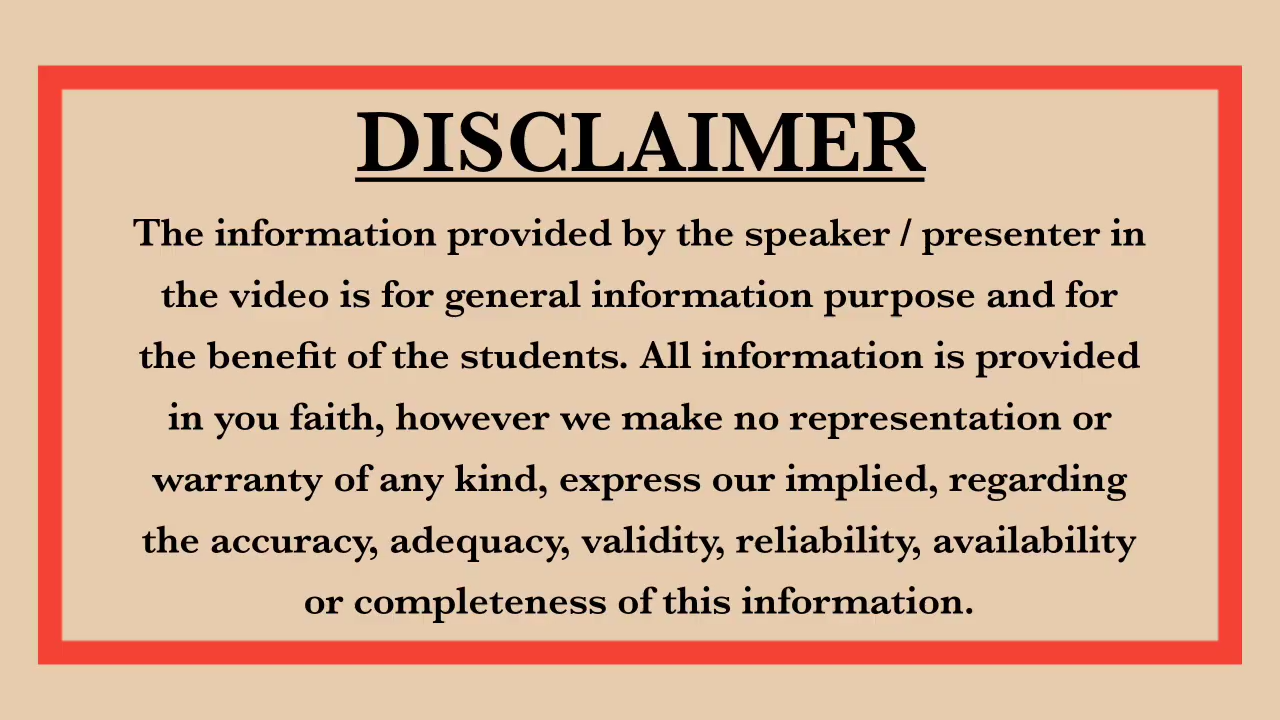 DISCLAIMER
The information provided by the speaker / presenter in
the video is for general information purpose and for
the benefit of the students. All information is provided
in you faith, however we make no representation or
warranty of any kind, express our implied, regarding
the accuracy, adequacy, validity, reliability, availability
or completeness of this information.